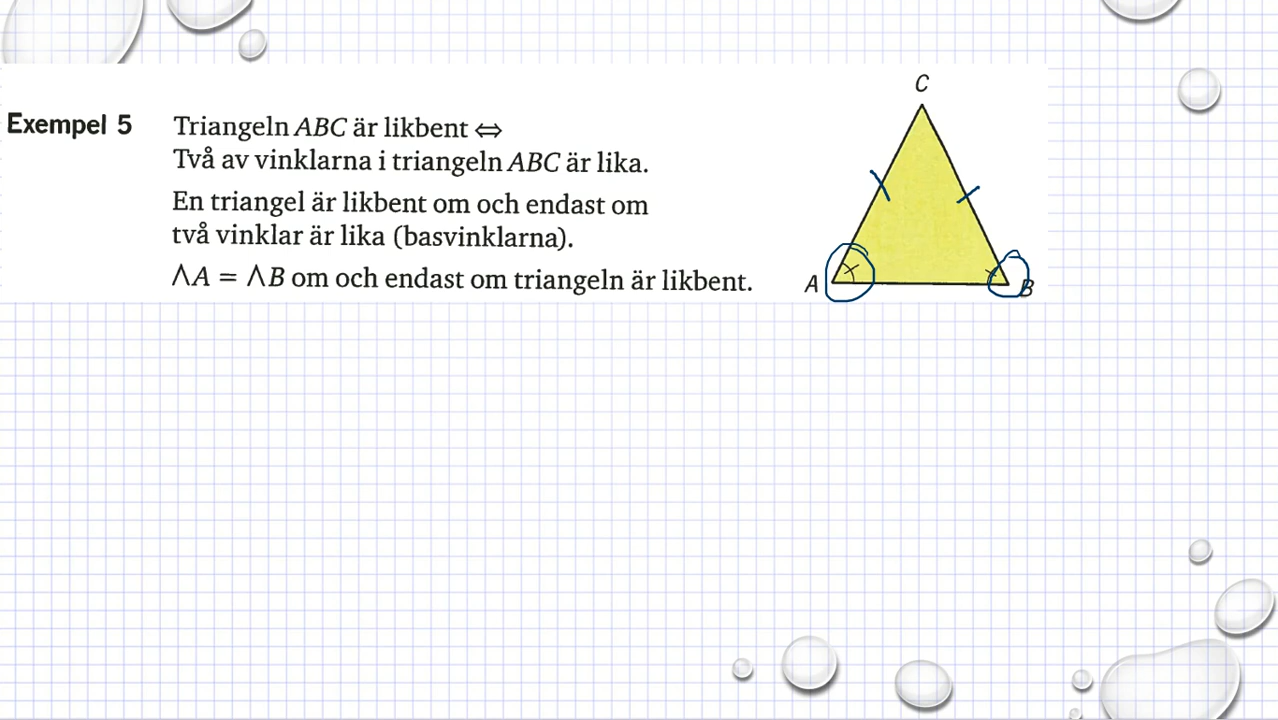 Exempel 5 Triangeln ABC är likbent ⇔
Två av vinklarna i triangeln ABC är lika.
En triangel är likbent om och endast om
två vinklar är lika (basvinklarna).
⋀A = ⋀B om och endast om triangeln är likbent.
C
A
B